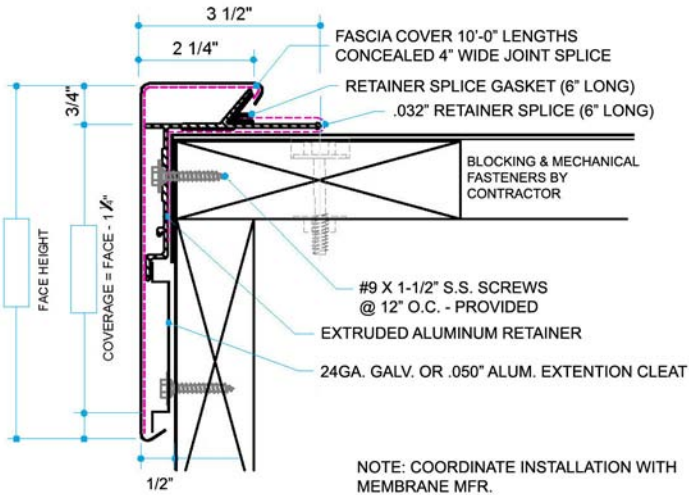 3 1/2"
2 1/4"
FASCIA COVER 10'-0" LENGTHS
CONCEALED 4" WIDE JOINT SPLICE
RETAINER SPLICE GASKET (6" LONG)
.032" RETAINER SPLICE (6" LONG)
3/4"
BLOCKING & MECHANICAL
FASTENERS BY
CONTRACTOR
FACE HEIGHT
COVERAGE = FACE - 1 1/4"
#9 X 1-1/2" S.S. SCREWS
@ 12" O.C. - PROVIDED
EXTRUDED ALUMINUM RETAINER
24GA. GALV. OR .050" ALUM. EXTENTION CLEAT
1/2"
NOTE: COORDINATE INSTALLATION WITH
MEMBRANE MFR.